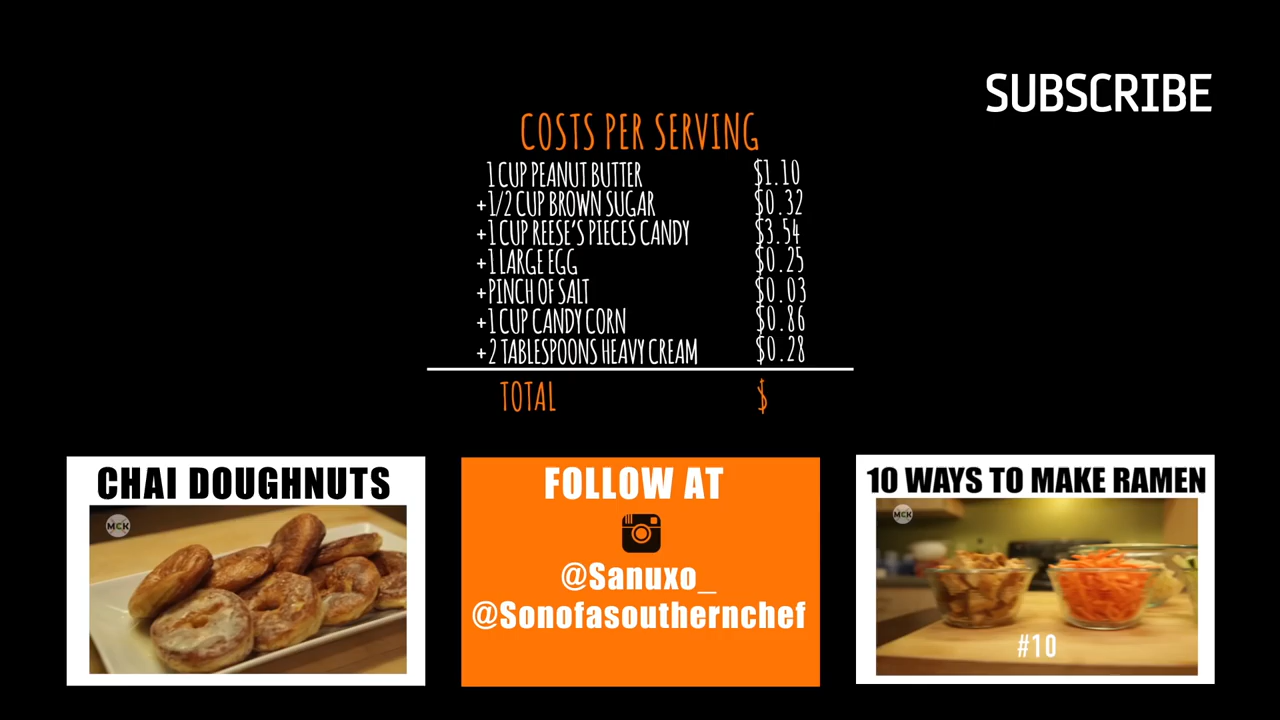 SUBSCRIBE
COSTS PER SERVING
1 CUP PEANUT BUTTER $1.10
+1/2 CUP BROWN SUGAR $0.32
+1 CUP REESE'S PIECES CANDY $3.54
+1 LARGE EGG $0.25
+PINCH OF SALT $0.03
+1 CUP CANDY CORN $0.86
+2 TABLESPOONS HEAVY CREAM $0.28
TOTAL $
CHAI DOUGHNUTS
MCK
FOLLOW AT
@Sanuxo_
@Sonofasouthernchef
10 WAYS TO MAKE RAMEN
MCK
#10